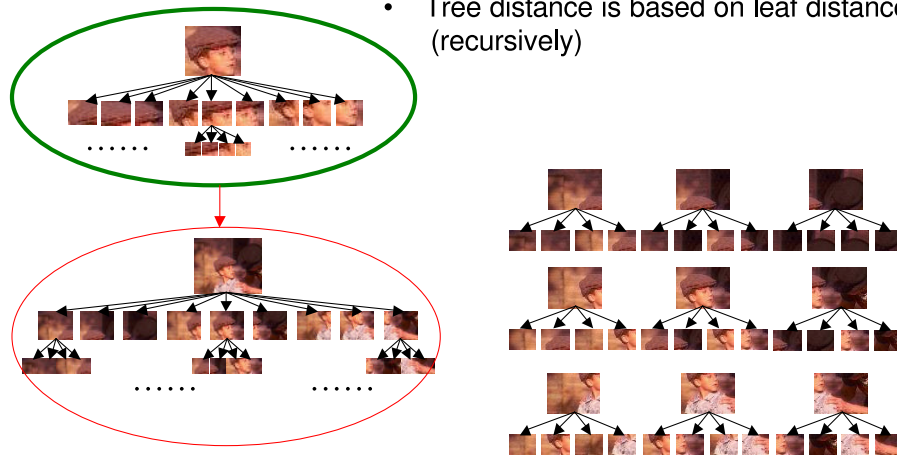 • Tree distance is based on leaf distance
(recursively)